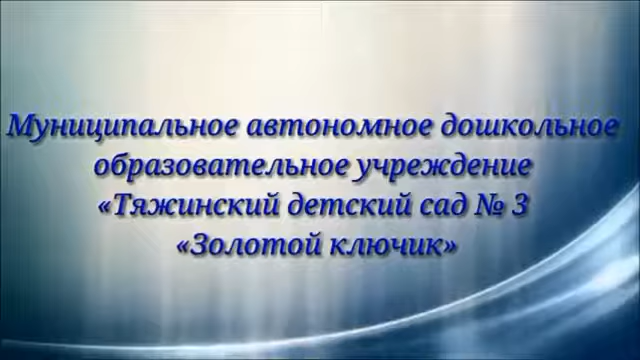 Муниципальное автономное дошкольное
образовательное учреждение
«Тяжинский детский сад № 3
«Золотой ключик»